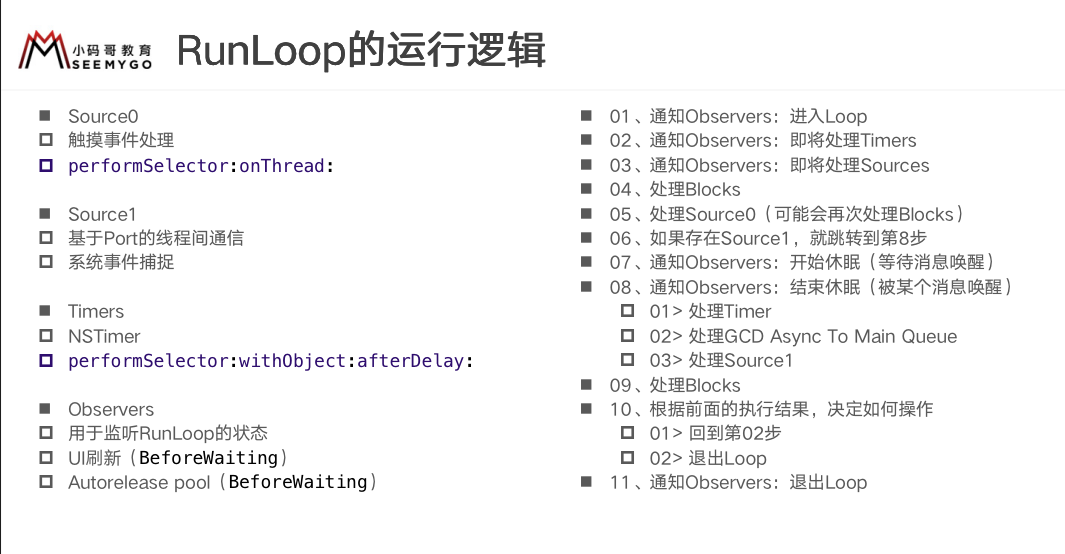 小码哥教育
SEEMYGO
RunLoop的运行逻辑
Source0
触摸事件处理
performSelector:onThread:
Source1
基于Port的线程间通信
系统事件捕捉
Timers
NSTimer
performSelector:withObject:afterDelay:
Observers
用于监听RunLoop的状态
UI刷新（BeforeWaiting）
Autorelease pool（BeforeWaiting）
01、通知Observers：进入Loop
02、通知Observers：即将处理Timers
03、通知Observers：即将处理Sources
04、处理Blocks
05、处理Source0（可能会再次处理Blocks）
06、如果存在Source1，就跳转到第8步
07、通知Observers：开始休眠（等待消息唤醒）
08、通知Observers：结束休眠（被某个消息唤醒）
01> 处理Timer
02> 处理GCD Async To Main Queue
03> 处理Source1
09、处理Blocks
10、根据前面的执行结果，决定如何操作
01> 回到第02步
02> 退出Loop
11、通知Observers：退出Loop